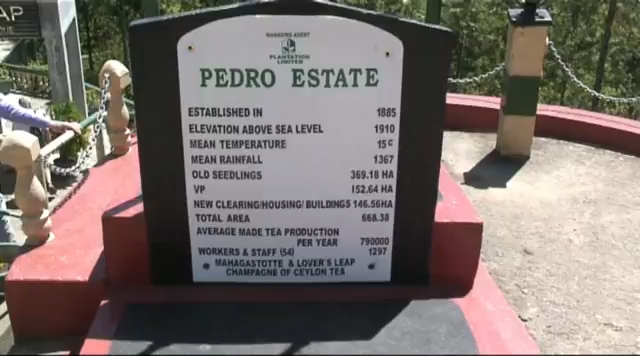 AP
MANAGING AGENT
PLANTATION
LIMITED
PEDRO ESTATE
ESTABLISHED IN 1885
ELEVATION ABOVE SEA LEVEL 1910
MEAN TEMPERATURE 15 C
MEAN RAINFALL 1367
OLD SEEDLINGS 369.18 HA
VP 152.64 HA
NEW CLEARING/HOUSING/BUILDINGS 146.56HA
TOTAL AREA 668.38
AVERAGE MADE TEA PRODUCTION
PER YEAR 790000
WORKERS & STAFF (54) 1297
MAHAGASTOTTE & LOVER'S LEAP
CHAMPAGNE OF CEYLON TEA